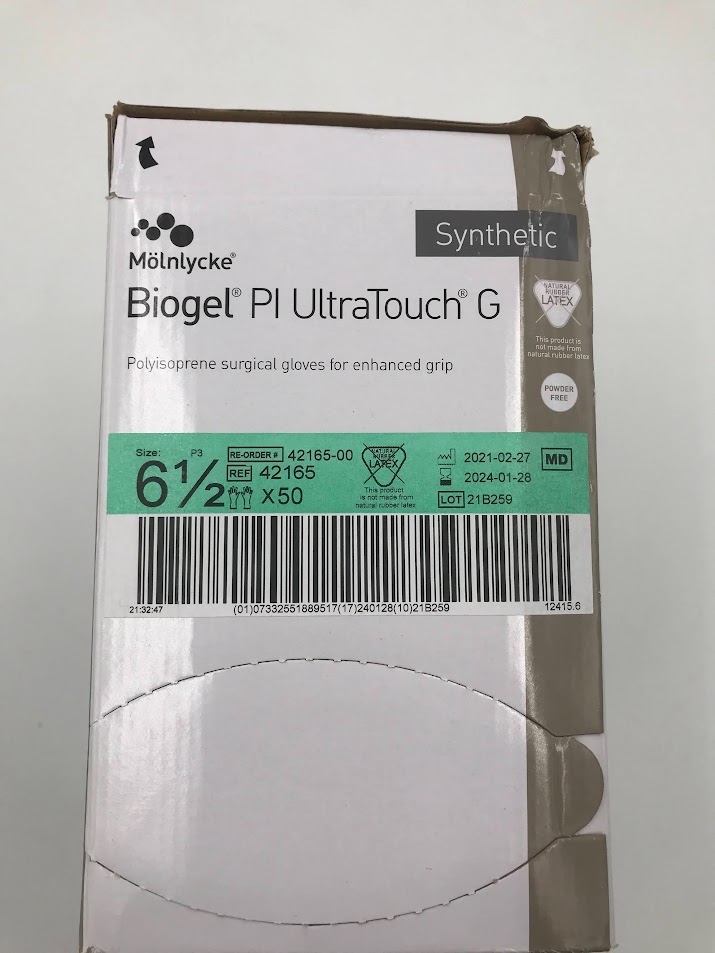 Synthetic
Mölnlycke®
Biogel® PI UltraTouch® G
Polyisoprene surgical gloves for enhanced grip
NATURAL
RUBBER
LATEX
This product is
not made from
natural rubber latex
POWDER
FREE
Size: P3
6½
RE-ORDER # 42165-00
REF 42165
X50
NATURAL
RUBBER
LATEX
This product
is not made from
natural rubber latex
2021-02-27
2024-01-28
LOT 21B259
MD
21:32:47
(01)07332551889517(17)240128(10)21B259
12415.6